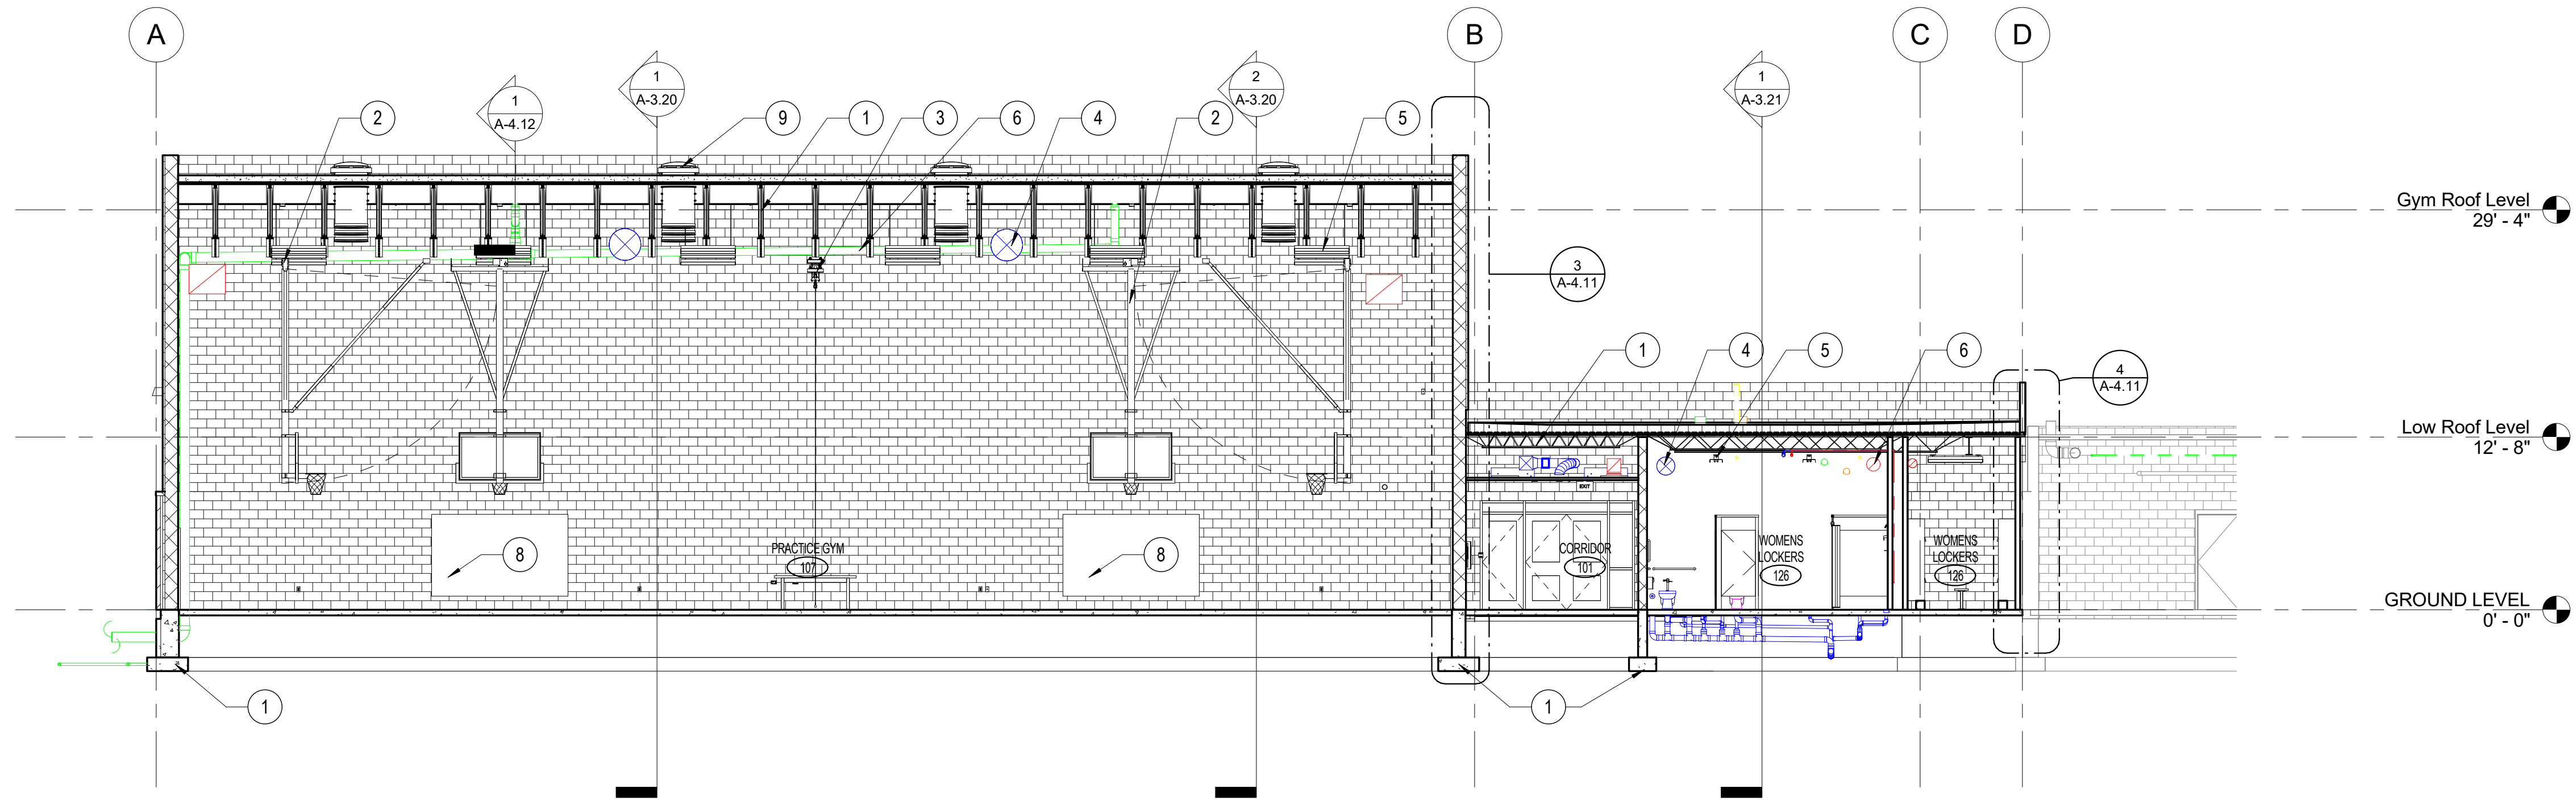 A
B
C
D
1
A-4.12
1
A-3.20
2
A-3.20
1
A-3.21
2
9
1
3
6
4
2
5
Gym Roof Level
29' - 4"
3
A-4.11
1
4
5
6
4
A-4.11
Low Roof Level
12' - 8"
EXIT
8
PRACTICE GYM
107
8
CORRIDOR
101
WOMENS
LOCKERS
126
WOMENS
LOCKERS
126
GROUND LEVEL
0' - 0"
1
1